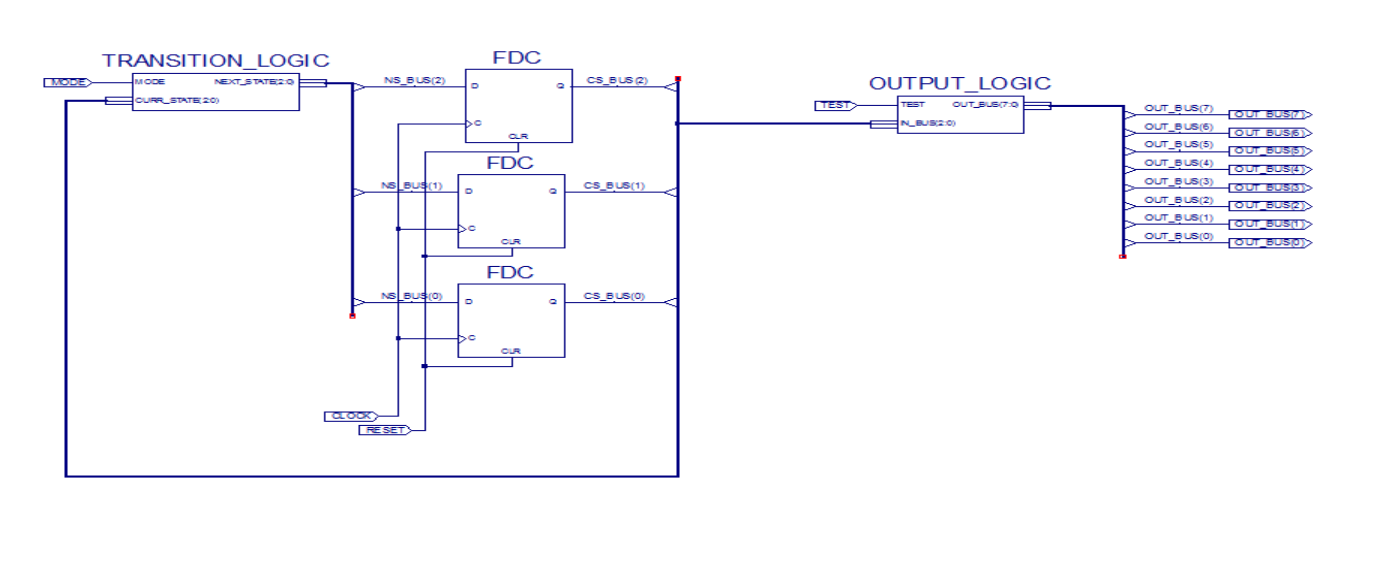 TRANSITION_LOGIC
MODE
MODE
NEXT_STATE(2:0)
CURR_STATE(2:0)
FDC
NS_BUS(2)
D
Q
CS_BUS(2)
C
CLR
FDC
NS_BUS(1)
D
Q
CS_BUS(1)
C
CLR
FDC
NS_BUS(0)
D
Q
CS_BUS(0)
C
CLR
CLOCK
RESET
OUTPUT_LOGIC
TEST
TEST
OUT_BUS(7:0)
IN_BUS(2:0)
OUT_BUS(7)
OUT_BUS(7)
OUT_BUS(6)
OUT_BUS(6)
OUT_BUS(5)
OUT_BUS(5)
OUT_BUS(4)
OUT_BUS(4)
OUT_BUS(3)
OUT_BUS(3)
OUT_BUS(2)
OUT_BUS(2)
OUT_BUS(1)
OUT_BUS(1)
OUT_BUS(0)
OUT_BUS(0)